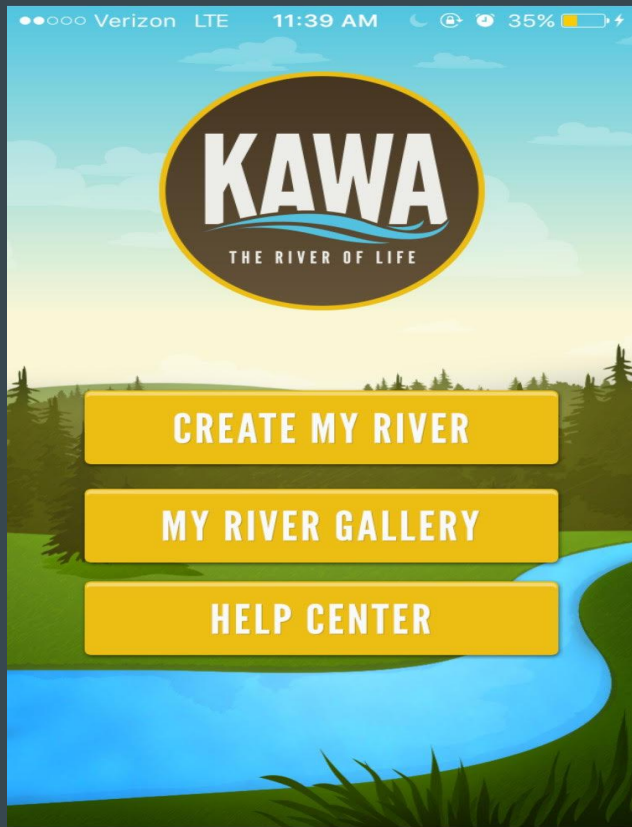 Verizon LTE 11:39 AM 35%
KAWA
THE RIVER OF LIFE
CREATE MY RIVER
MY RIVER GALLERY
HELP CENTER